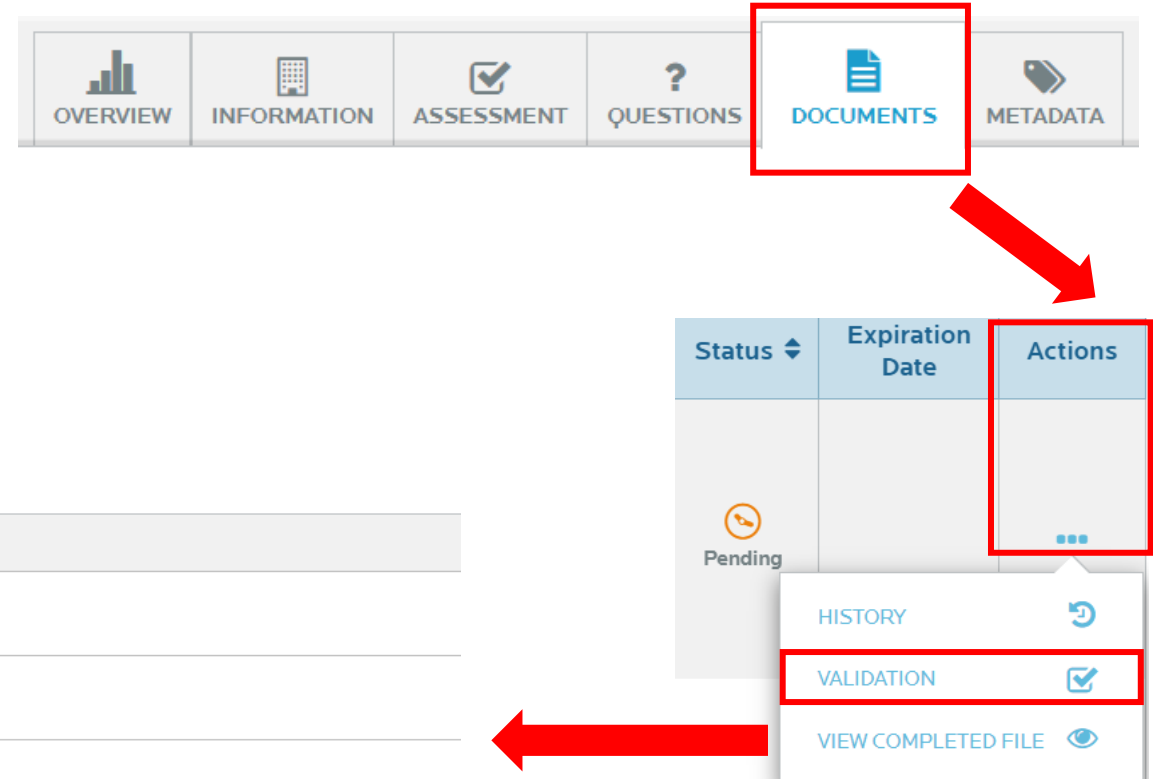 OVERVIEW INFORMATION ASSESSMENT QUESTIONS DOCUMENTS METADATA
Status Expiration Date Actions
Pending
HISTORY
VALIDATION
VIEW COMPLETED FILE